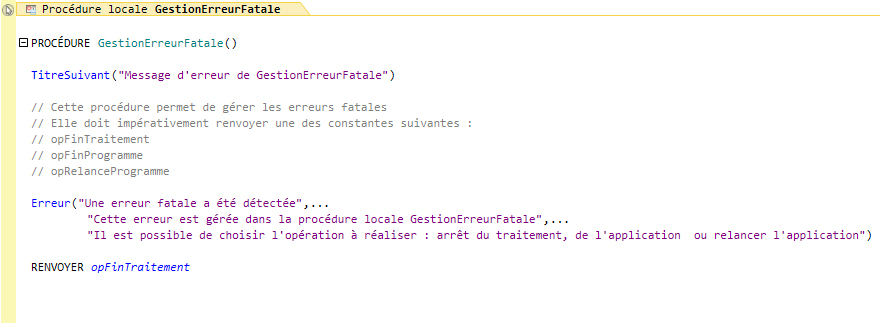 Procédure locale GestionErreurFatale
PROCÉDURE GestionErreurFatale()
TitreSuivant("Message d'erreur de GestionErreurFatale")
// Cette procédure permet de gérer les erreurs fatales
// Elle doit impérativement renvoyer une des constantes suivantes :
// opFinTraitement
// opFinProgramme
// opRelanceProgramme
Erreur("Une erreur fatale a été détectée",...
"Cette erreur est gérée dans la procédure locale GestionErreurFatale",...
"Il est possible de choisir l'opération à réaliser : arrêt du traitement, de l'application  ou relancer l'application")
RENVOYER opFinTraitement